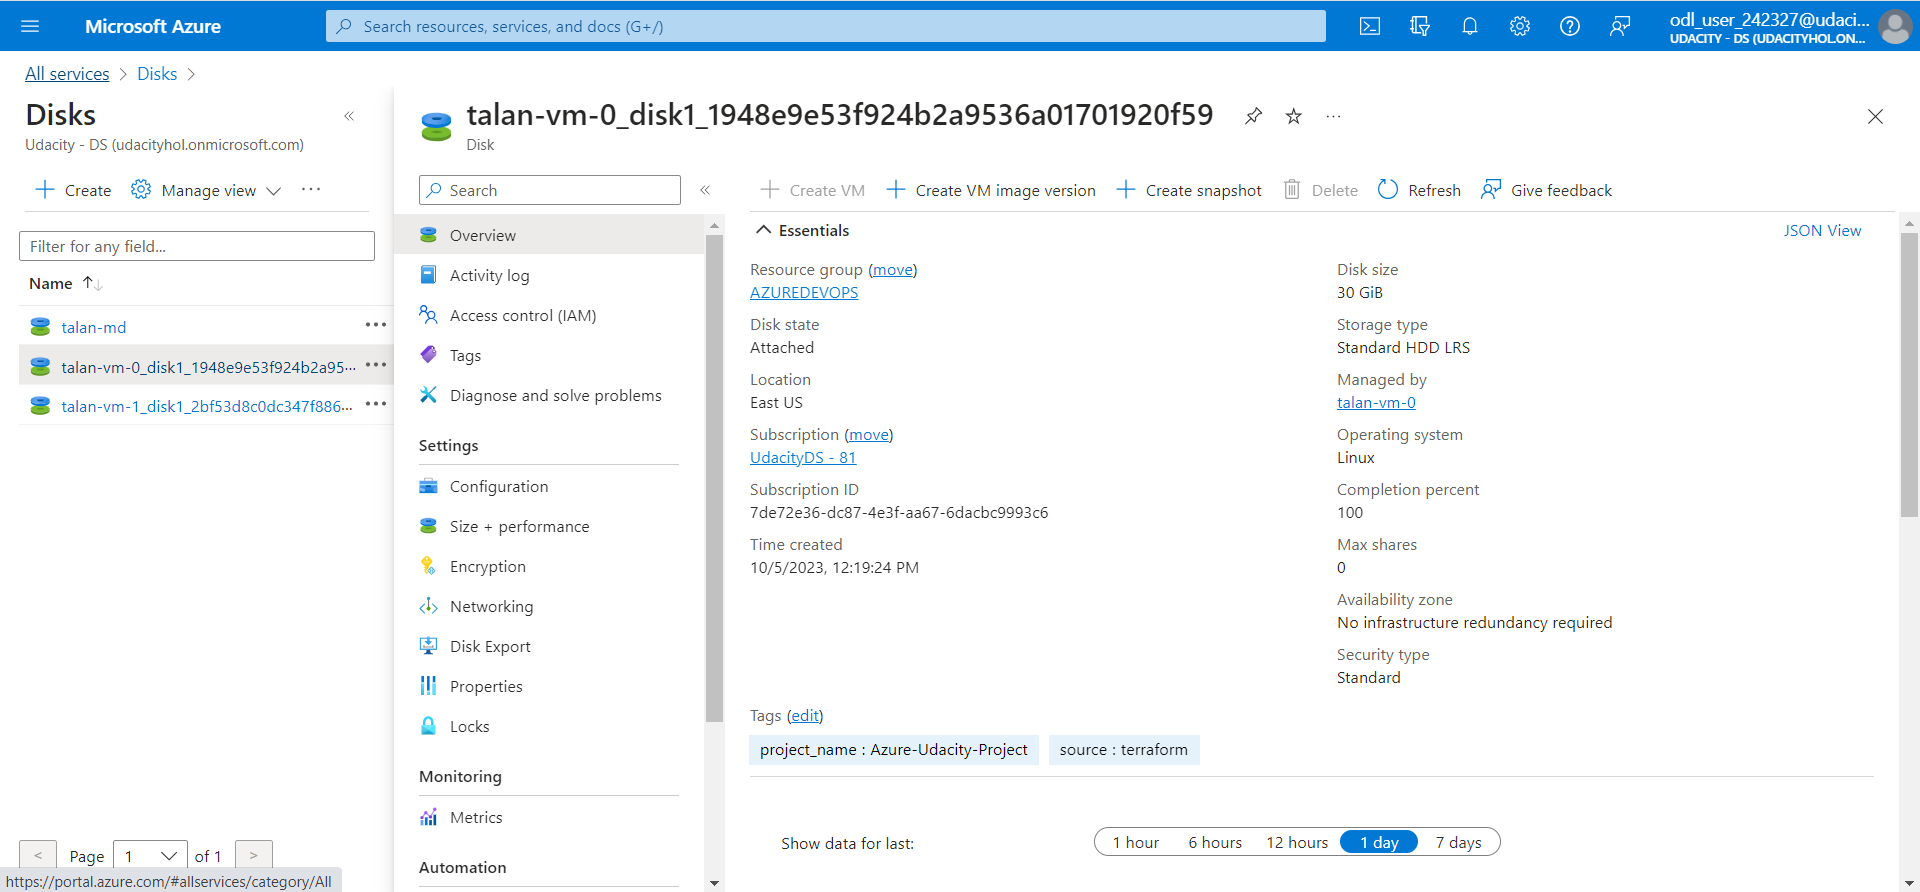 Microsoft Azure
Search resources, services, and docs (G+/)
odl_user_242327@udaci...
UDACITY - DS (UDACITYHOL.ON...
All services > Disks >
Disks
«
Udacity - DS (udacityhol.onmicrosoft.com)
+ Create
Manage view
...
Filter for any field...
Name ↑↓
talan-md
...
talan-vm-0_disk1_1948e9e53f924b2a95...
...
talan-vm-1_disk1_2bf53d8c0dc347f886...
...
< Page 1 of 1 >
https://portal.azure.com/#allservices/category/All
talan-vm-0_disk1_1948e9e53f924b2a9536a01701920f59
...
Disk
Search
«
Overview
Activity log
Access control (IAM)
Tags
Diagnose and solve problems
Settings
Configuration
Size + performance
Encryption
Networking
Disk Export
Properties
Locks
Monitoring
Metrics
Automation
+ Create VM
+ Create VM image version
+ Create snapshot
Delete
Refresh
Give feedback
Essentials
JSON View
Resource group (move)
AZUREDEVOPS
Disk state
Attached
Location
East US
Subscription (move)
UdacityDS - 81
Subscription ID
7de72e36-dc87-4e3f-aa67-6dacbc9993c6
Time created
10/5/2023, 12:19:24 PM
Disk size
30 GiB
Storage type
Standard HDD LRS
Managed by
talan-vm-0
Operating system
Linux
Completion percent
100
Max shares
0
Availability zone
No infrastructure redundancy required
Security type
Standard
Tags (edit)
project_name : Azure-Udacity-Project
source : terraform
Show data for last:
1 hour
6 hours
12 hours
1 day
7 days